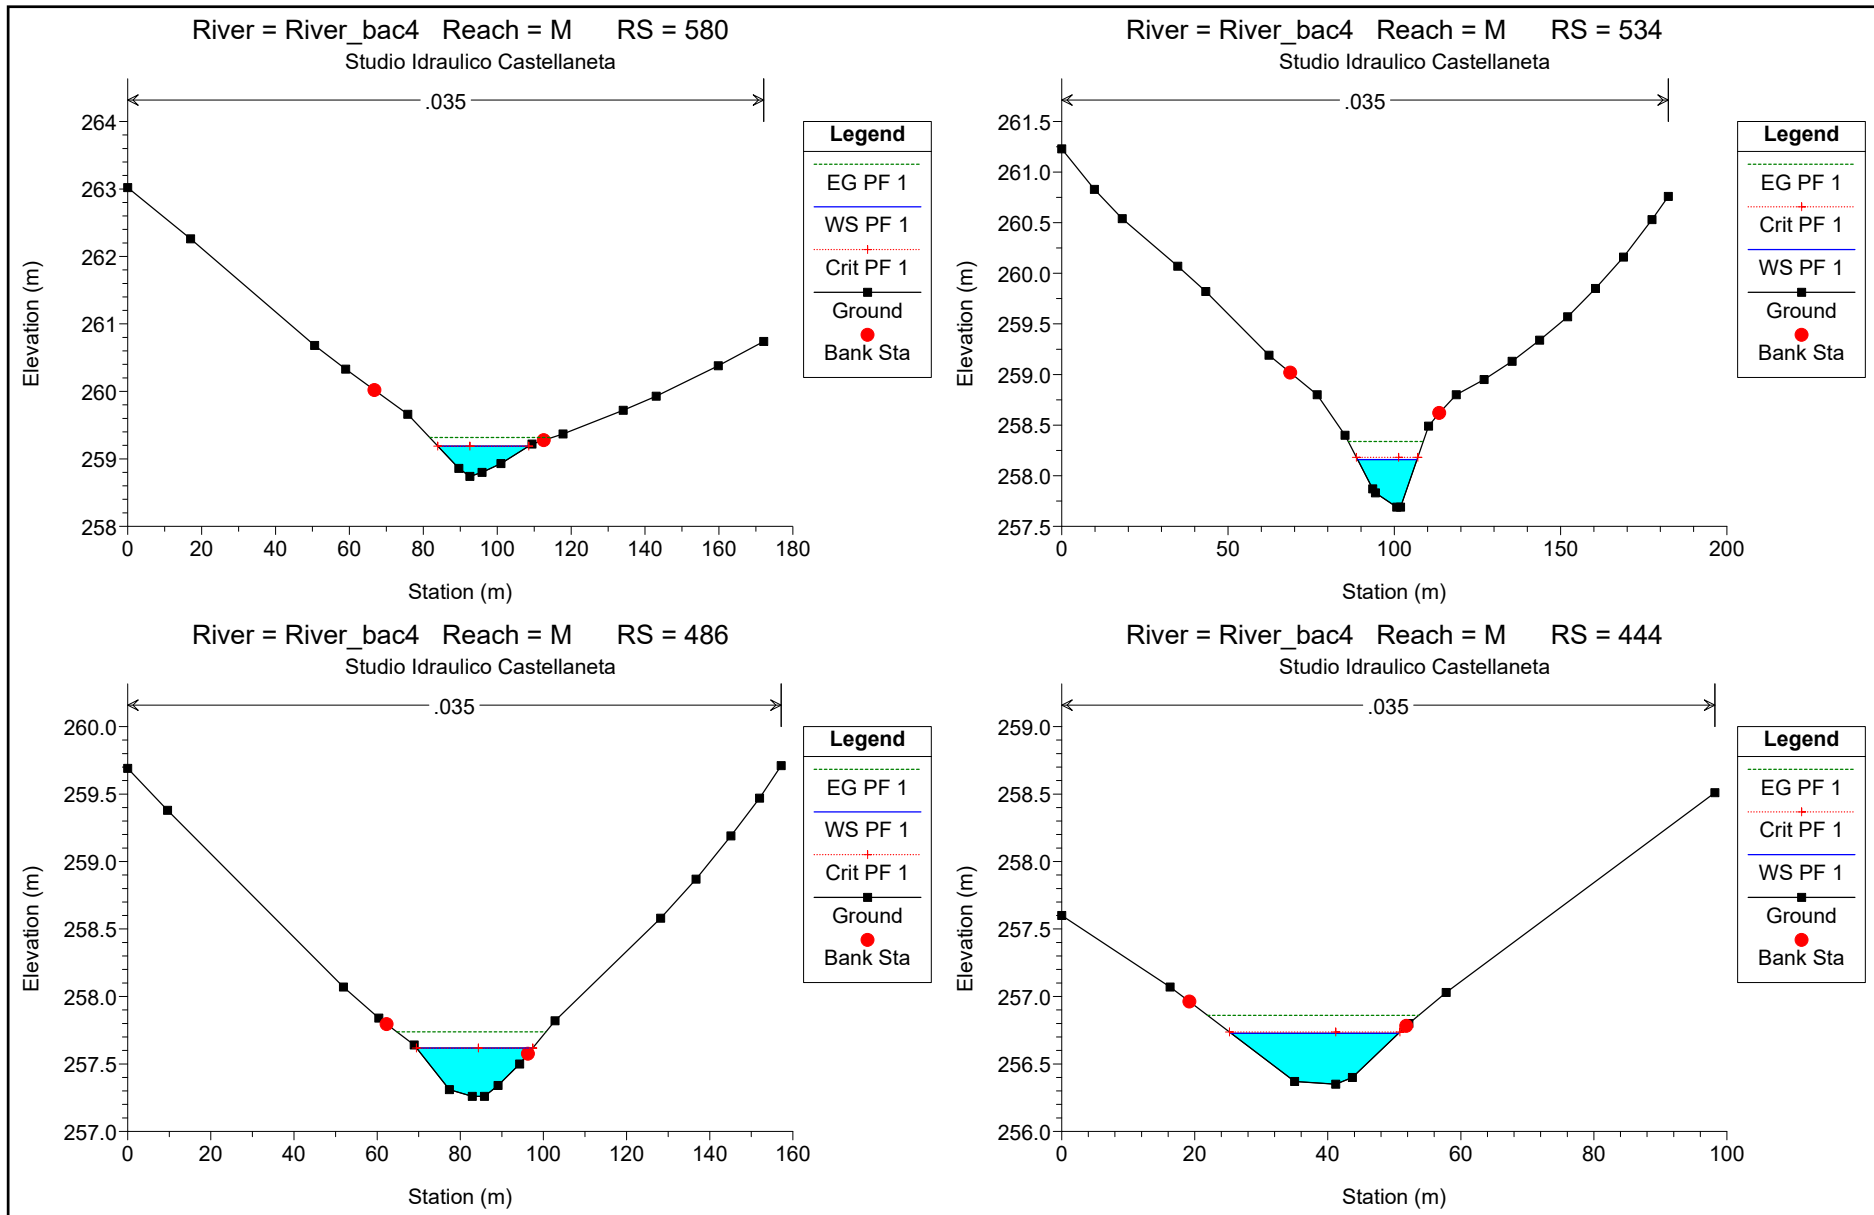 River = River_bac4 Reach = M RS = 580
Studio Idraulico Castellaneta
.035
Elevation (m)
264
263
262
261
260
259
258
0 20 40 60 80 100 120 140 160 180
Station (m)
Legend
EG PF 1
WS PF 1
Crit PF 1
Ground
Bank Sta
River = River_bac4 Reach = M RS = 534
Studio Idraulico Castellaneta
.035
Elevation (m)
261.5
261.0
260.5
260.0
259.5
259.0
258.5
258.0
257.5
0 50 100 150 200
Station (m)
Legend
EG PF 1
Crit PF 1
WS PF 1
Ground
Bank Sta
River = River_bac4 Reach = M RS = 486
Studio Idraulico Castellaneta
.035
Elevation (m)
260.0
259.5
259.0
258.5
258.0
257.5
257.0
0 20 40 60 80 100 120 140 160
Station (m)
Legend
EG PF 1
WS PF 1
Crit PF 1
Ground
Bank Sta
River = River_bac4 Reach = M RS = 444
Studio Idraulico Castellaneta
.035
Elevation (m)
259.0
258.5
258.0
257.5
257.0
256.5
256.0
0 20 40 60 80 100
Station (m)
Legend
EG PF 1
Crit PF 1
WS PF 1
Ground
Bank Sta